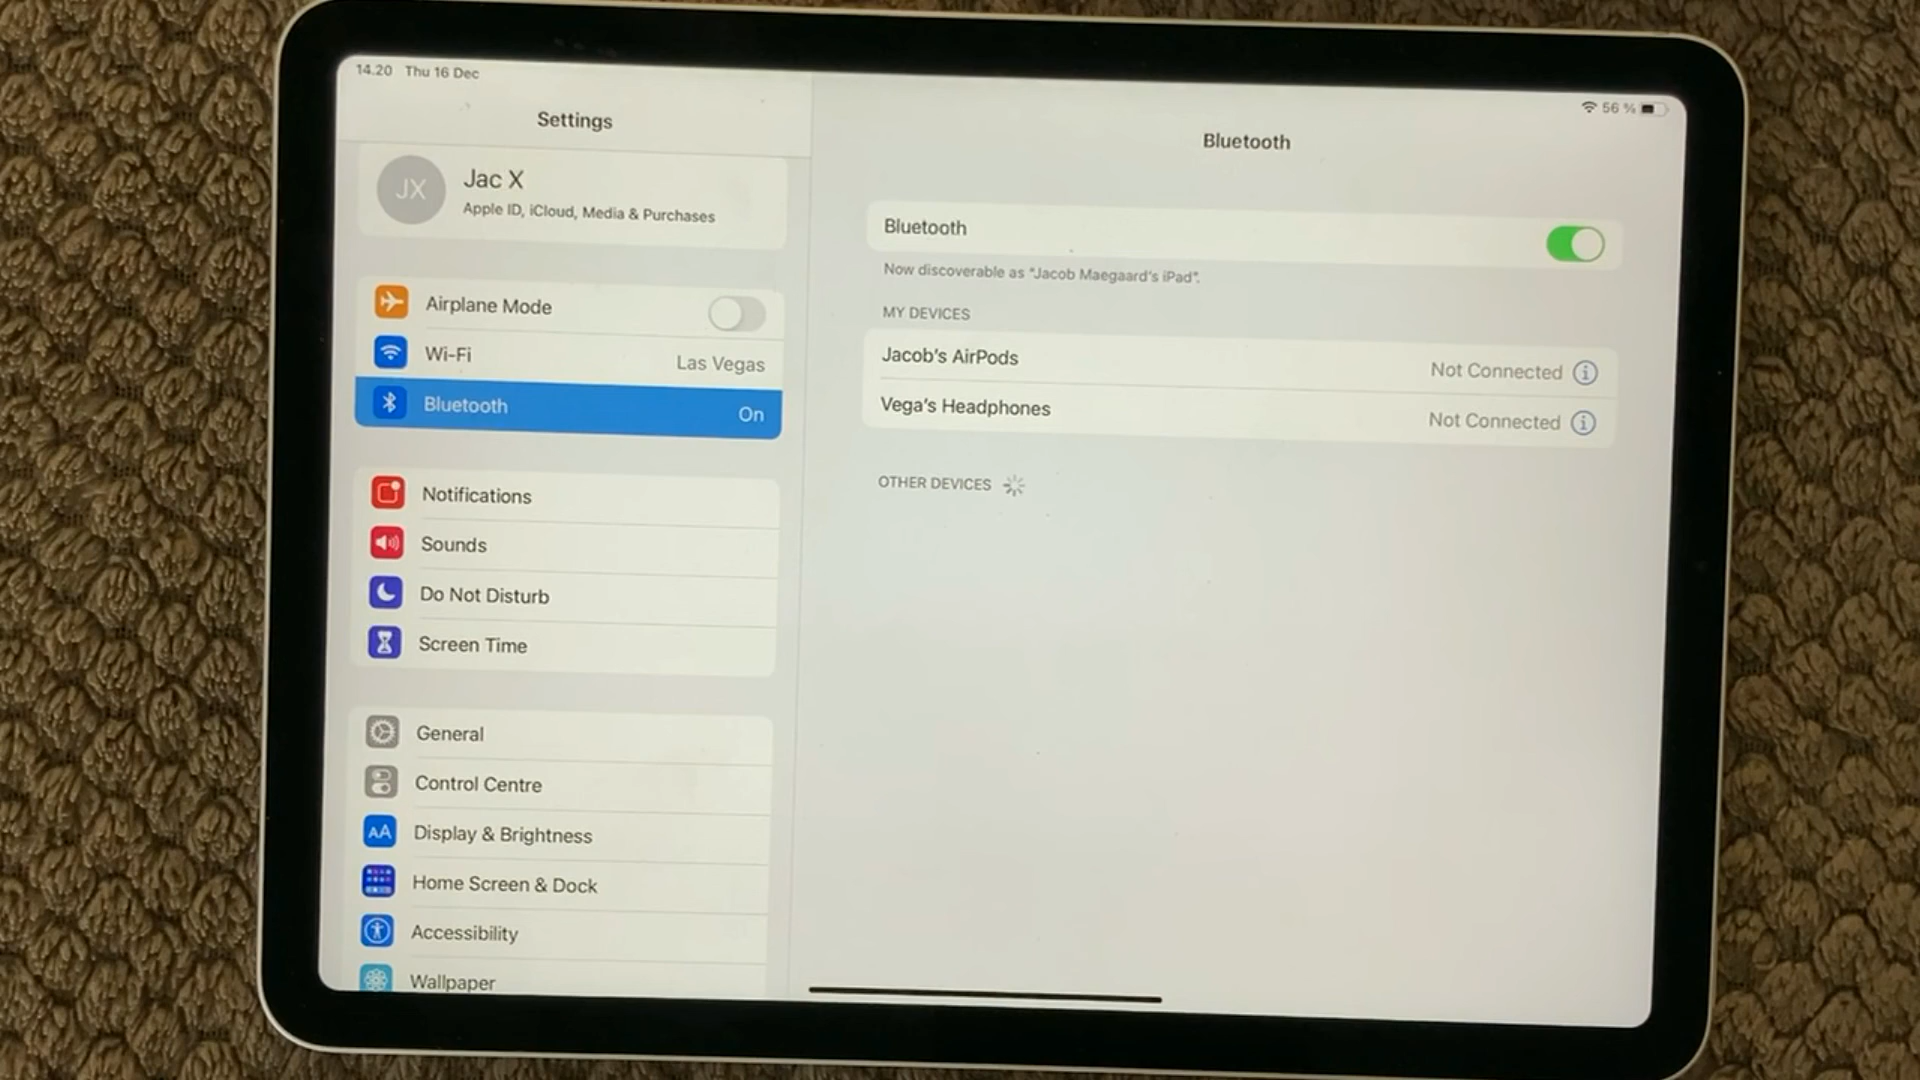 14.20 Thu 16 Dec
56 %
Settings
JX
Jac X
Apple ID, iCloud, Media & Purchases
Airplane Mode
Wi-Fi
Las Vegas
Bluetooth
On
Notifications
Sounds
Do Not Disturb
Screen Time
General
Control Centre
AA
Display & Brightness
Home Screen & Dock
Accessibility
Wallpaper
Bluetooth
Bluetooth
Now discoverable as “Jacob Maegaard’s iPad”.
MY DEVICES
Jacob’s AirPods
Not Connected
Vega’s Headphones
Not Connected
OTHER DEVICES